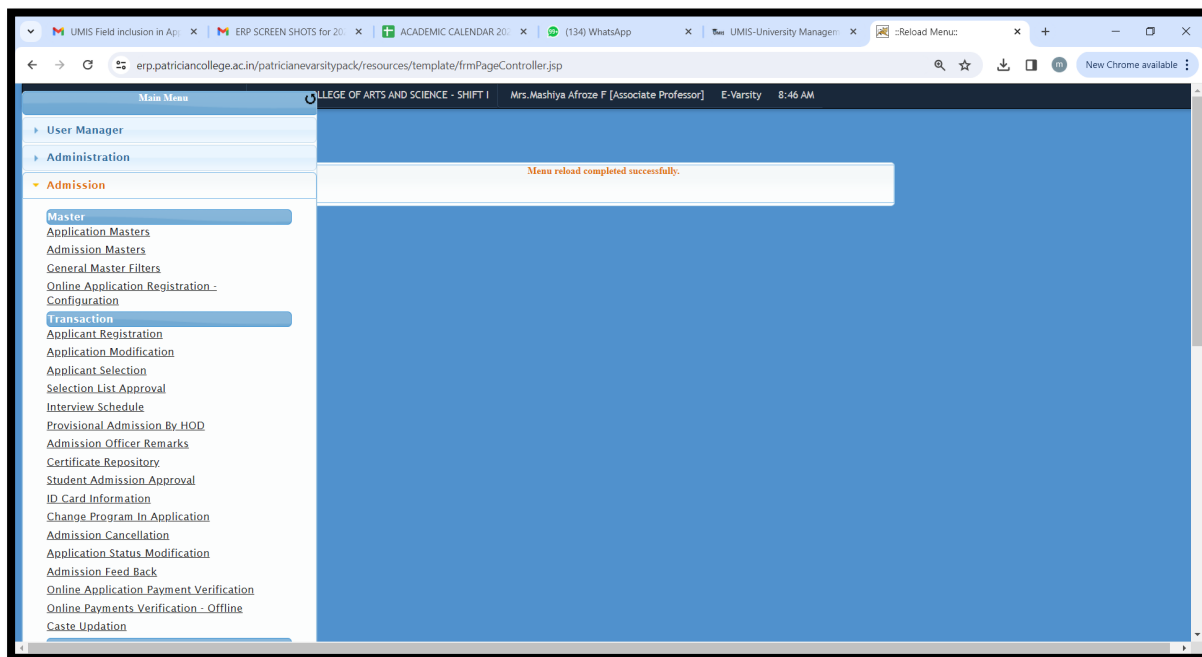 UMIS Field inclusion in Ap
ERP SCREEN SHOTS for 20
ACADEMIC CALENDAR 202
(134) WhatsApp
UMIS-University Managem
::Reload Menu::
erp.patriciancollege.ac.in/patricianevarsitypack/resources/template/frmPageController.jsp
m
New Chrome available
Main Menu
LLEGE OF ARTS AND SCIENCE - SHIFT I Mrs.Mashiya Afroze F [Associate Professor] E-Varsity 8:46 AM
User Manager
Administration
Menu reload completed successfully.
Admission
Master
Application Masters
Admission Masters
General Master Filters
Online Application Registration -
Configuration
Transaction
Applicant Registration
Application Modification
Applicant Selection
Selection List Approval
Interview Schedule
Provisional Admission By HOD
Admission Officer Remarks
Certificate Repository
Student Admission Approval
ID Card Information
Change Program In Application
Admission Cancellation
Application Status Modification
Admission Feed Back
Online Application Payment Verification
Online Payments Verification - Offline
Caste Updation